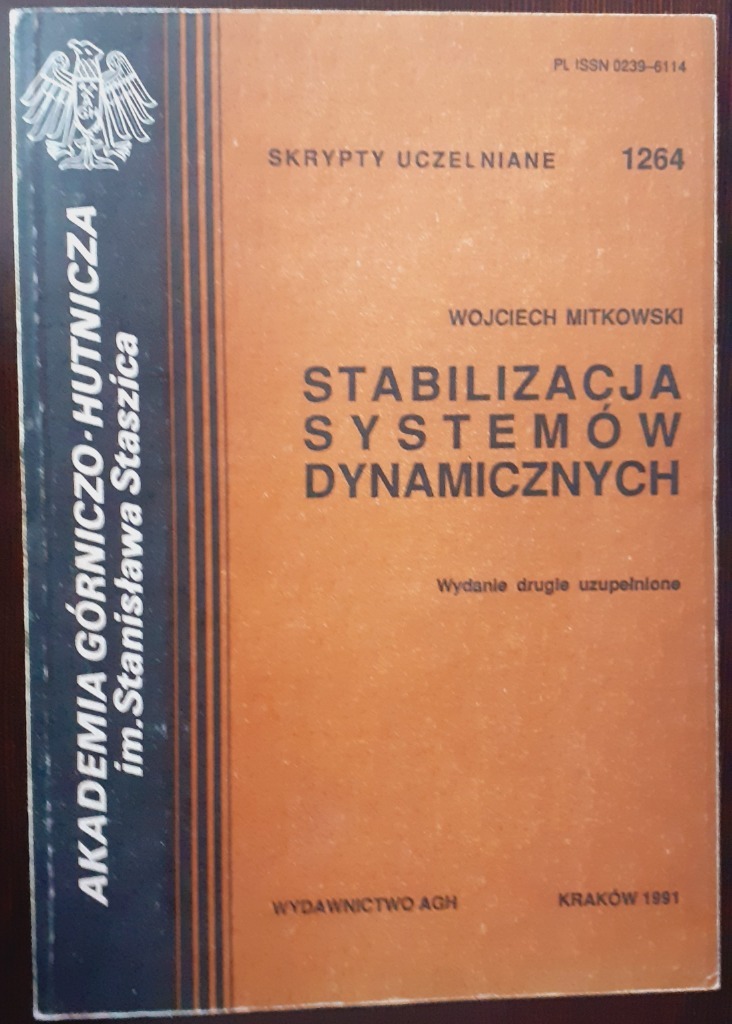 PL ISSN 0239-6114
SKRYPTY UCZELNIANE 1264
WOJCIECH MITKOWSKI
STABILIZACJA
SYSTEMÓW
DYNAMICZNYCH
Wydanie drugie uzupełnione
WYDAWNICTWO AGH KRAKÓW 1991
AKADEMIA GÓRNICZO-HUTNICZA
im.Stanisława Staszica
GH